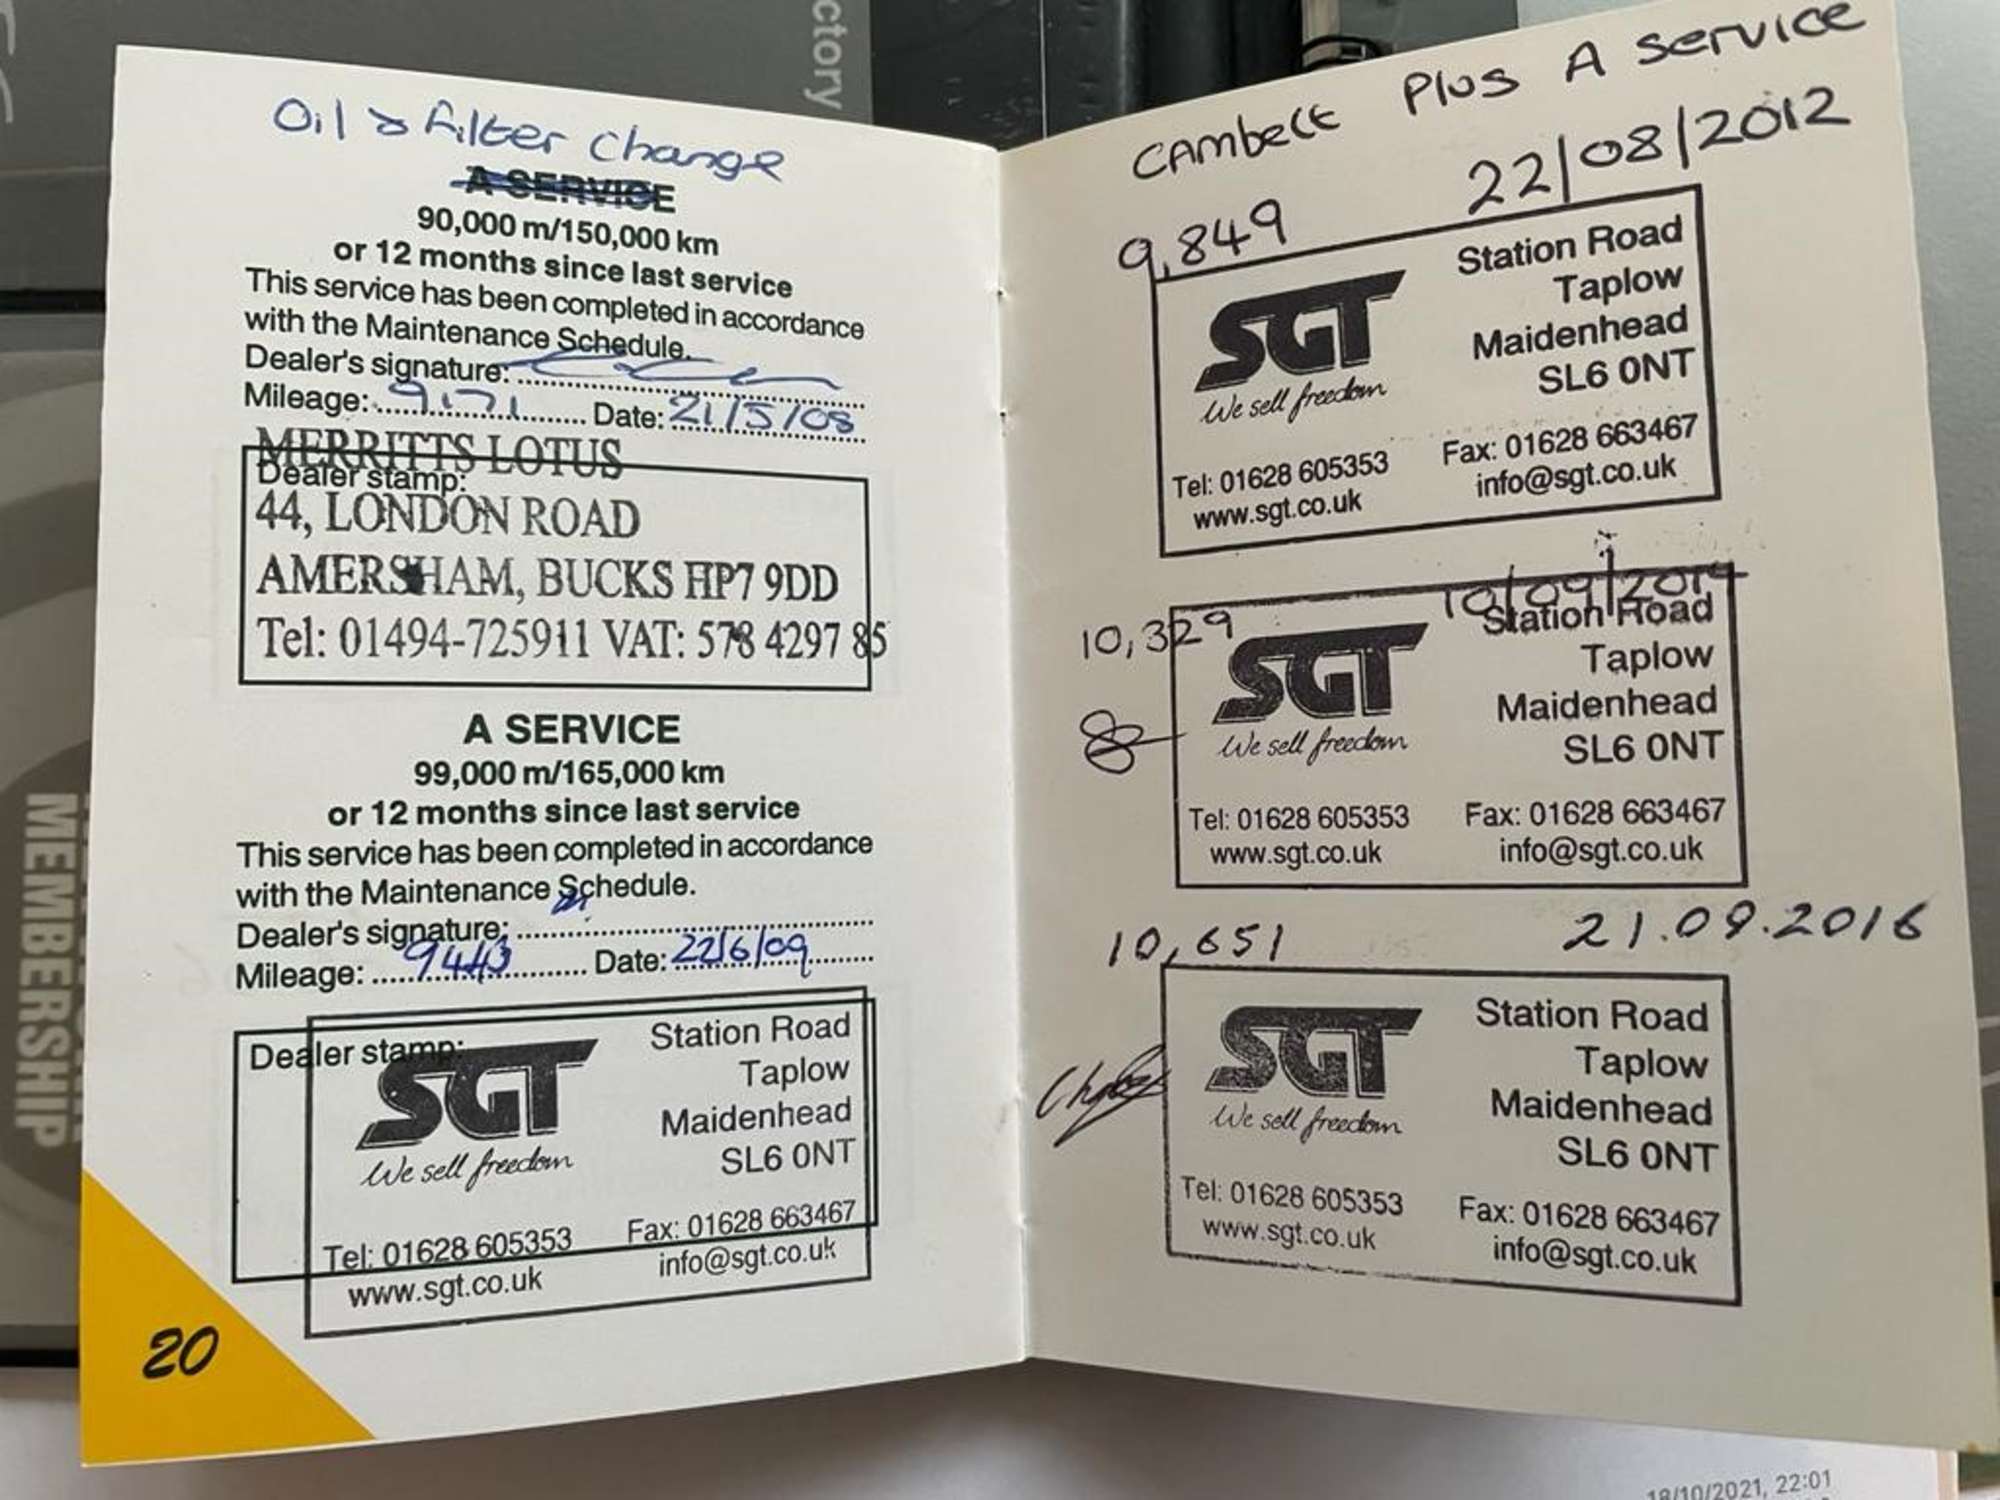 ctory
MEMBERSHIP
Oil & filter change
A SERVICE
90,000 m/150,000 km
or 12 months since last service
This service has been completed in accordance
with the Maintenance Schedule.
Dealer's signature:
Mileage: 9171 Date: 21/5/08
MERRITTS LOTUS
Dealer stamp:
44, LONDON ROAD
AMERSHAM, BUCKS HP7 9DD
Tel: 01494-725911 VAT: 578 4297 85
A SERVICE
99,000 m/165,000 km
or 12 months since last service
This service has been completed in accordance
with the Maintenance Schedule.
Dealer's signature:
Mileage: 9443 Date: 22/6/09
Dealer stamp:
SGT
We sell freedom
Station Road
Taplow
Maidenhead
SL6 0NT
Tel: 01628 605353 Fax: 01628 663467
www.sgt.co.uk info@sgt.co.uk
20
CAMbelt Plus A service
9,849 22/08/2012
SGT
We sell freedom
Station Road
Taplow
Maidenhead
SL6 0NT
Tel: 01628 605353 Fax: 01628 663467
www.sgt.co.uk info@sgt.co.uk
10,329 10/09/2014
SGT
We sell freedom
Station Road
Taplow
Maidenhead
SL6 0NT
Tel: 01628 605353 Fax: 01628 663467
www.sgt.co.uk info@sgt.co.uk
10,651 21.09.2016
SGT
We sell freedom
Station Road
Taplow
Maidenhead
SL6 0NT
Tel: 01628 605353 Fax: 01628 663467
www.sgt.co.uk info@sgt.co.uk
18/10/2021, 22:01